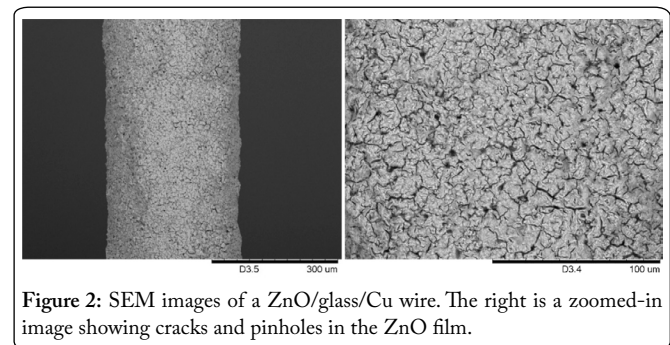 D3.5 300 um
D3.4 100 um
Figure 2: SEM images of a ZnO/glass/Cu wire. The right is a zoomed-in
image showing cracks and pinholes in the ZnO film.